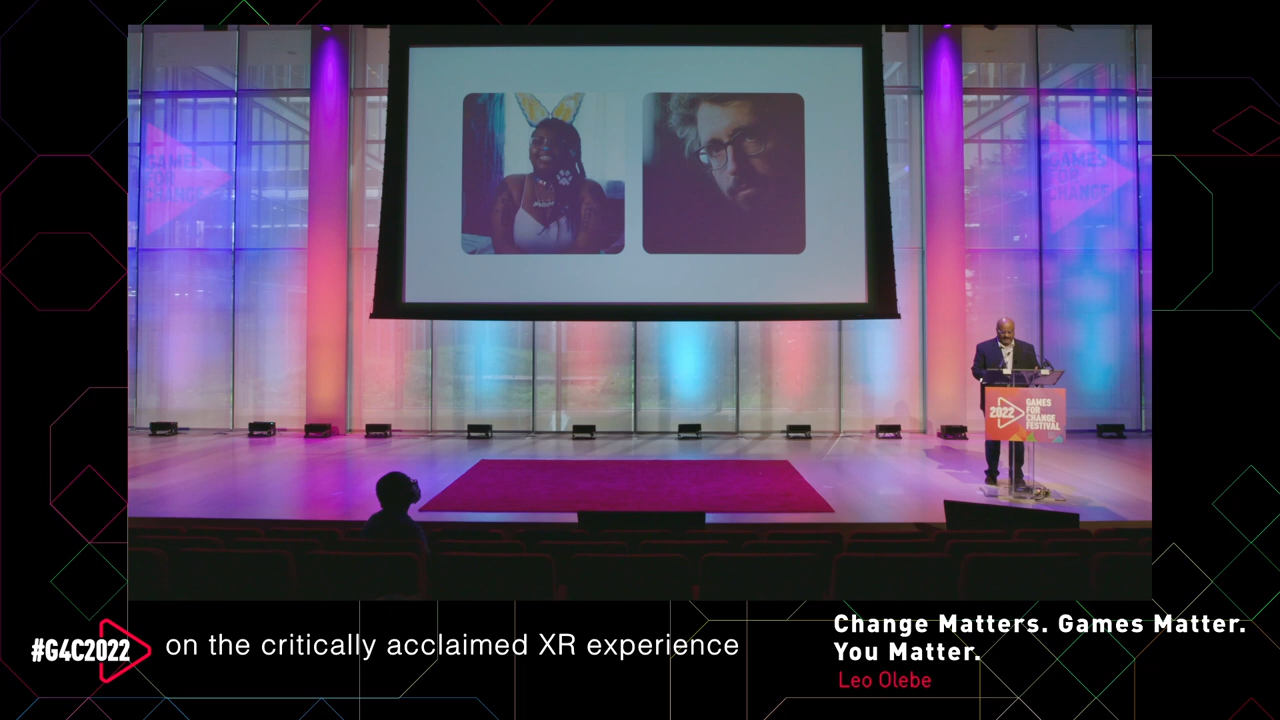 GAMES
FOR
CHANGE
GAMES
FOR
CHANGE
2022
GAMES
FOR
CHANGE
FESTIVAL
#G4C2022
on the critically acclaimed XR experience
Change Matters. Games Matter.
You Matter.
Leo Olebe